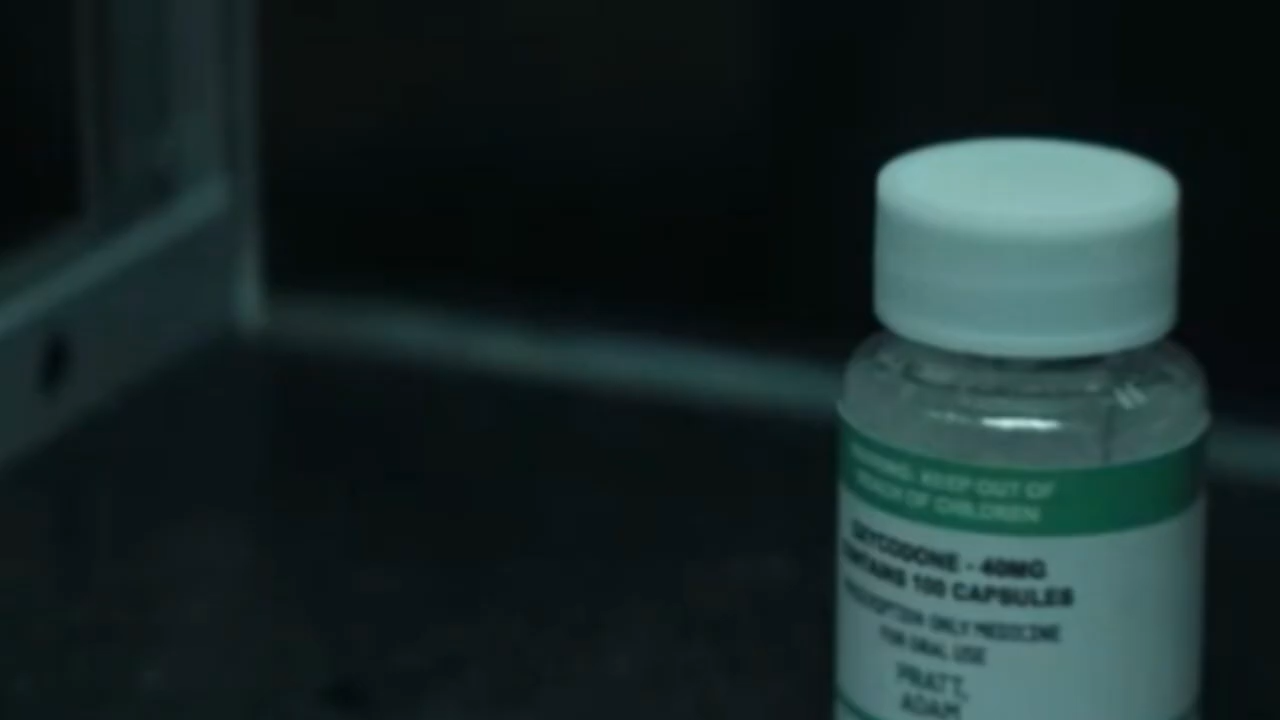 WARNING. KEEP OUT OF
REACH OF CHILDREN
OXYCODONE - 40MG
CONTAINS 100 CAPSULES
PRESCRIPTION ONLY MEDICINE
FOR ORAL USE
PRATT,
ADAM